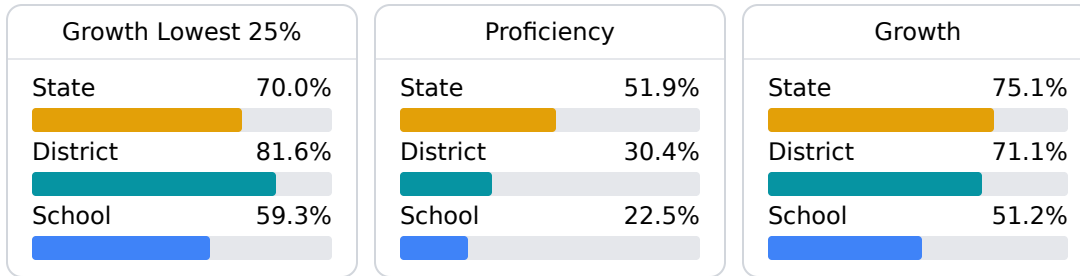 Growth Lowest 25%
State 70.0%
District 81.6%
School 59.3%
Proficiency
State 51.9%
District 30.4%
School 22.5%
Growth
State 75.1%
District 71.1%
School 51.2%